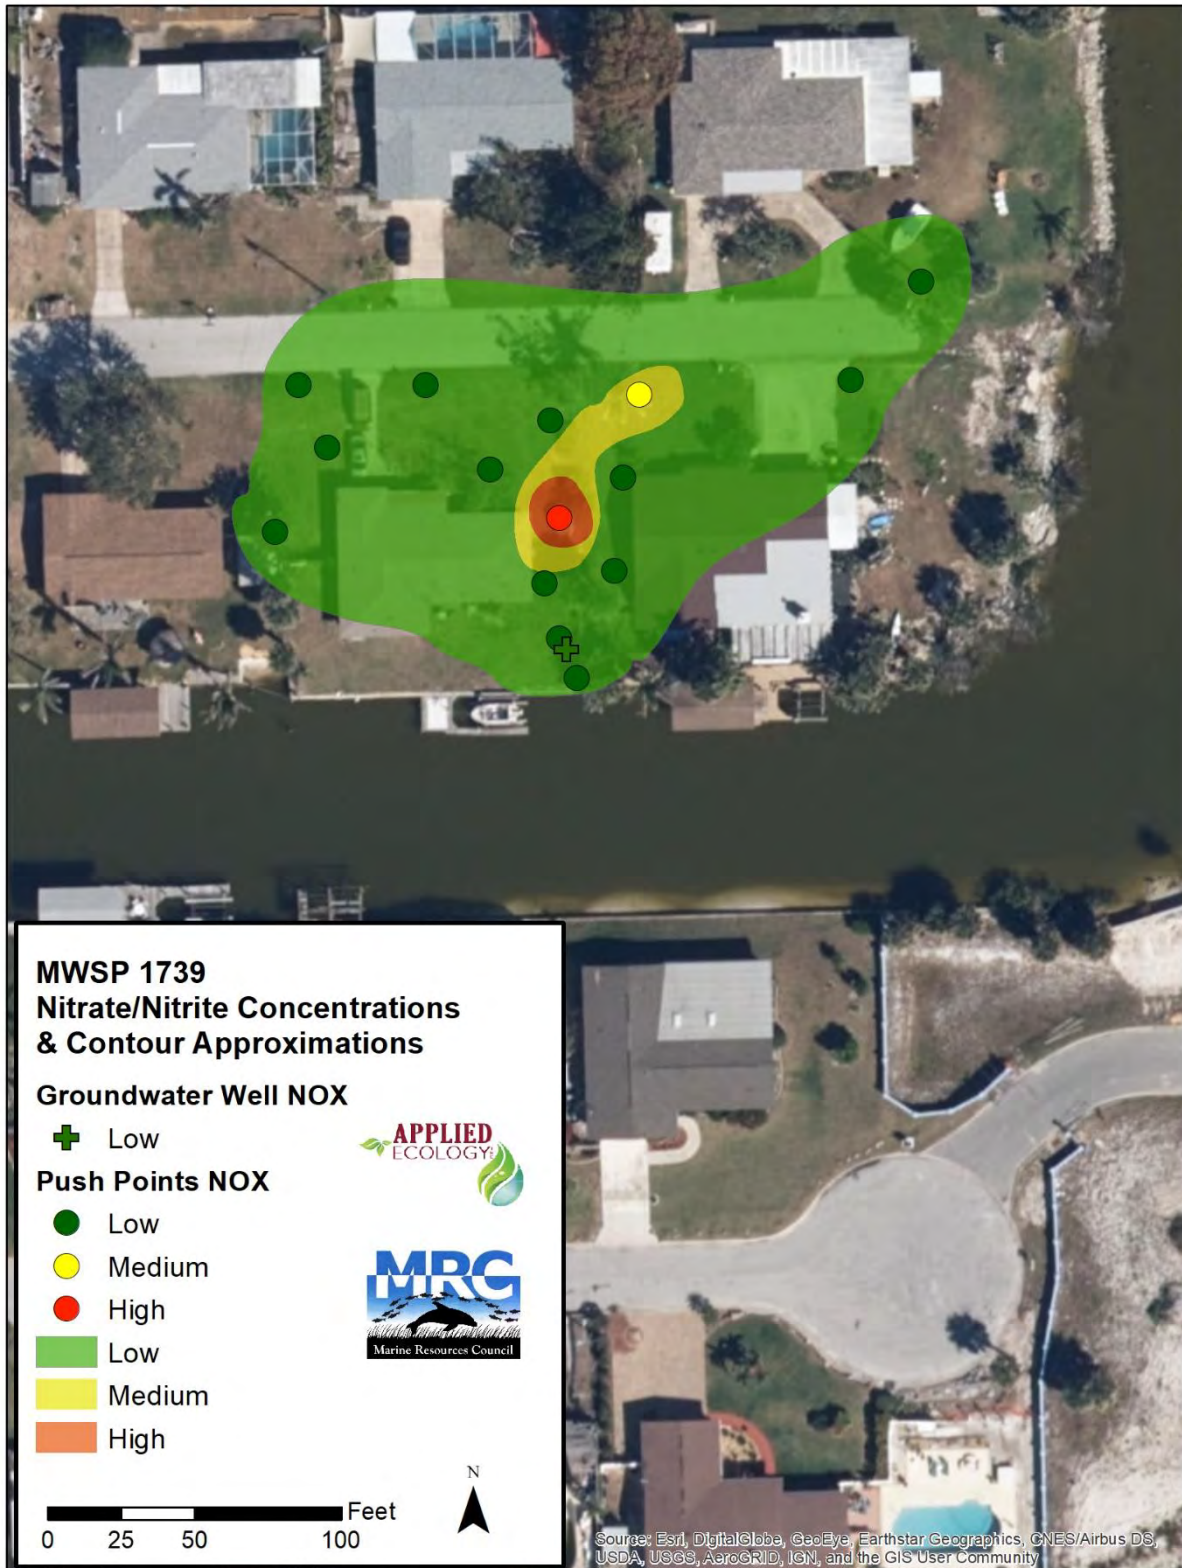 MWSP 1739
Nitrate/Nitrite Concentrations
& Contour Approximations
Groundwater Well NOX
Low
Push Points NOX
Low
Medium
High
Low
Medium
High
APPLIED
ECOLOGY
MRC
Marine Resources Council
N
Feet
0 25 50 100
Source: Esri, DigitalGlobe, GeoEye, Earthstar Geographics, CNES/Airbus DS,
USDA, USGS, AeroGRID, IGN, and the GIS User Community